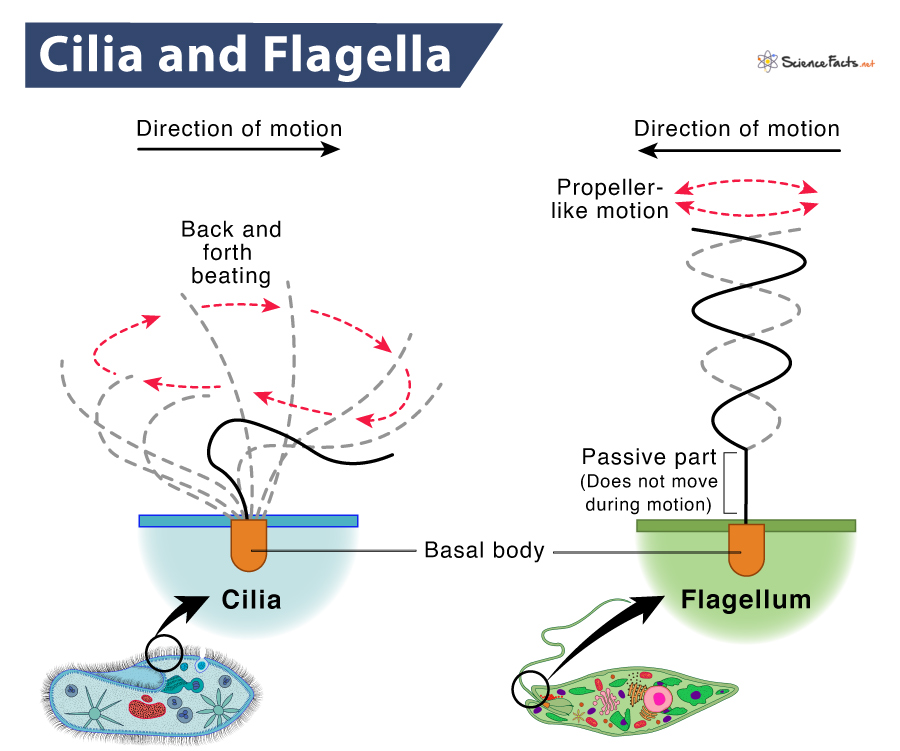 Cilia and Flagella
ScienceFacts.net
Direction of motion
Direction of motion
Propeller-
like motion
Back and
forth
beating
Passive part
(Does not move
during motion)
Basal body
Cilia
Flagellum